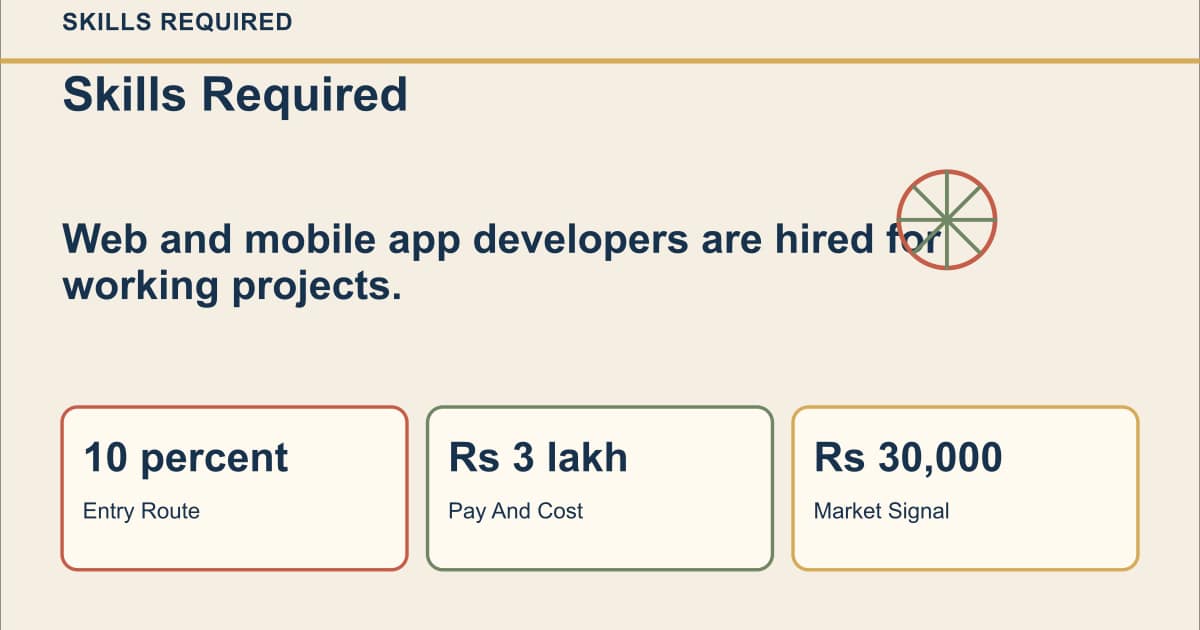 SKILLS REQUIRED
Skills Required
Web and mobile app developers are hired for
working projects.
10 percent
Entry Route
Rs 3 lakh
Pay And Cost
Rs 30,000
Market Signal